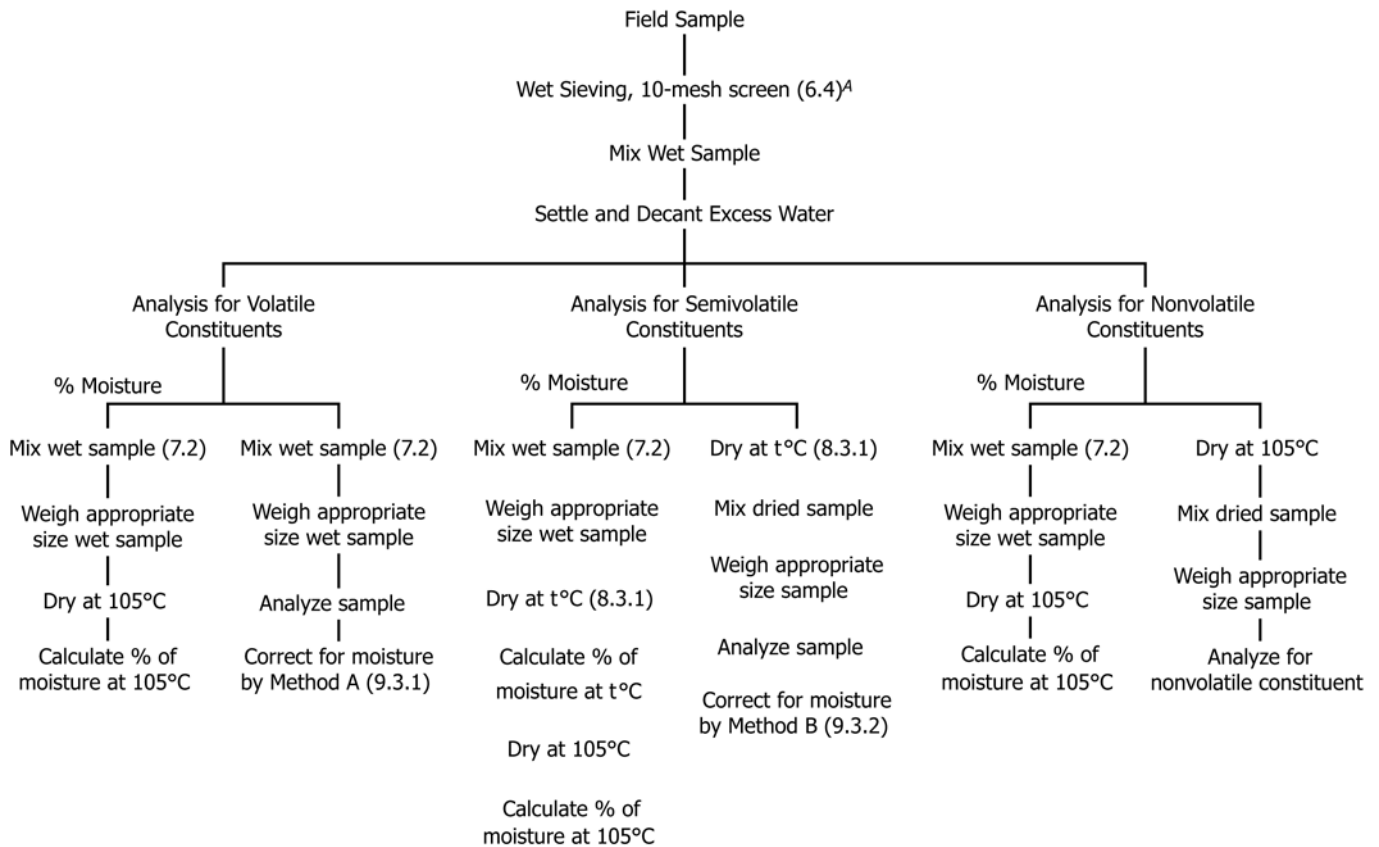 Field Sample
Wet Sieving, 10-mesh screen (6.4)A
Mix Wet Sample
Settle and Decant Excess Water
Analysis for Volatile
Constituents
% Moisture
Mix wet sample (7.2)
Weigh appropriate
size wet sample
Dry at 105°C
Calculate % of
moisture at 105°C
Mix wet sample (7.2)
Weigh appropriate
size wet sample
Analyze sample
Correct for moisture
by Method A (9.3.1)
Analysis for Semivolatile
Constituents
% Moisture
Mix wet sample (7.2)
Weigh appropriate
size wet sample
Dry at t°C (8.3.1)
Calculate % of
moisture at t°C
Dry at 105°C
Calculate % of
moisture at 105°C
Dry at t°C (8.3.1)
Mix dried sample
Weigh appropriate
size sample
Analyze sample
Correct for moisture
by Method B (9.3.2)
Analysis for Nonvolatile
Constituents
% Moisture
Mix wet sample (7.2)
Weigh appropriate
size wet sample
Dry at 105°C
Calculate % of
moisture at 105°C
Dry at 105°C
Mix dried sample
Weigh appropriate
size sample
Analyze for
nonvolatile constituent